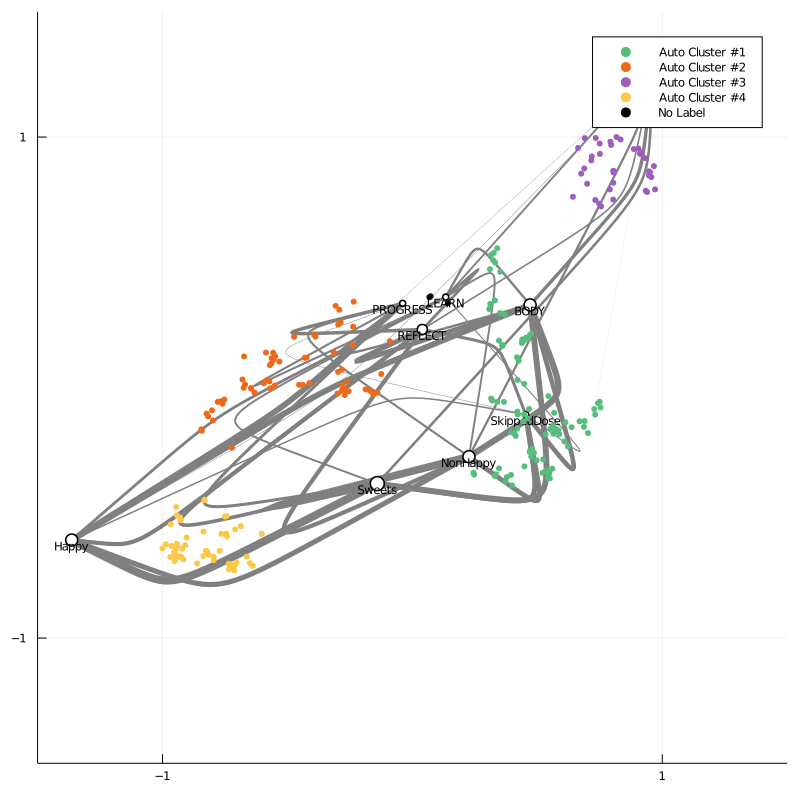 Auto Cluster #1
Auto Cluster #2
Auto Cluster #3
Auto Cluster #4
No Label
1
LEARN
PROGRESS
BODY
REFLECT
SkippedDose
NonHappy
Sweets
Happy
−1
−1
1